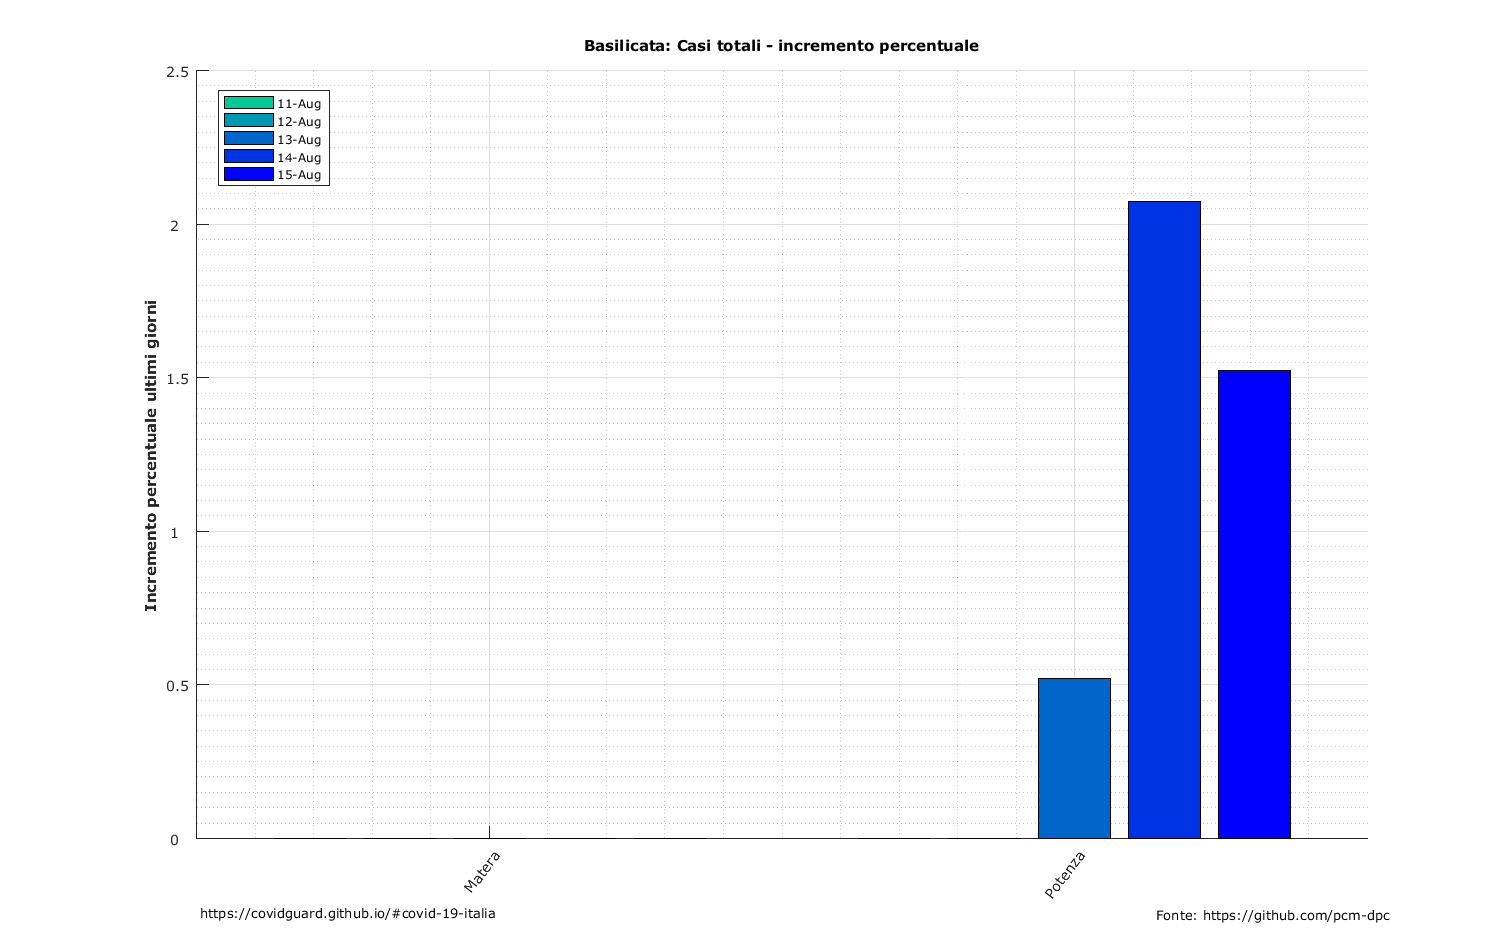 Basilicata: Casi totali - incremento percentuale
2.5
2
1.5
1
0.5
0
Incremento percentuale ultimi giorni
11-Aug
12-Aug
13-Aug
14-Aug
15-Aug
Matera
Potenza
https://covidguard.github.io/#covid-19-italia
Fonte: https://github.com/pcm-dpc